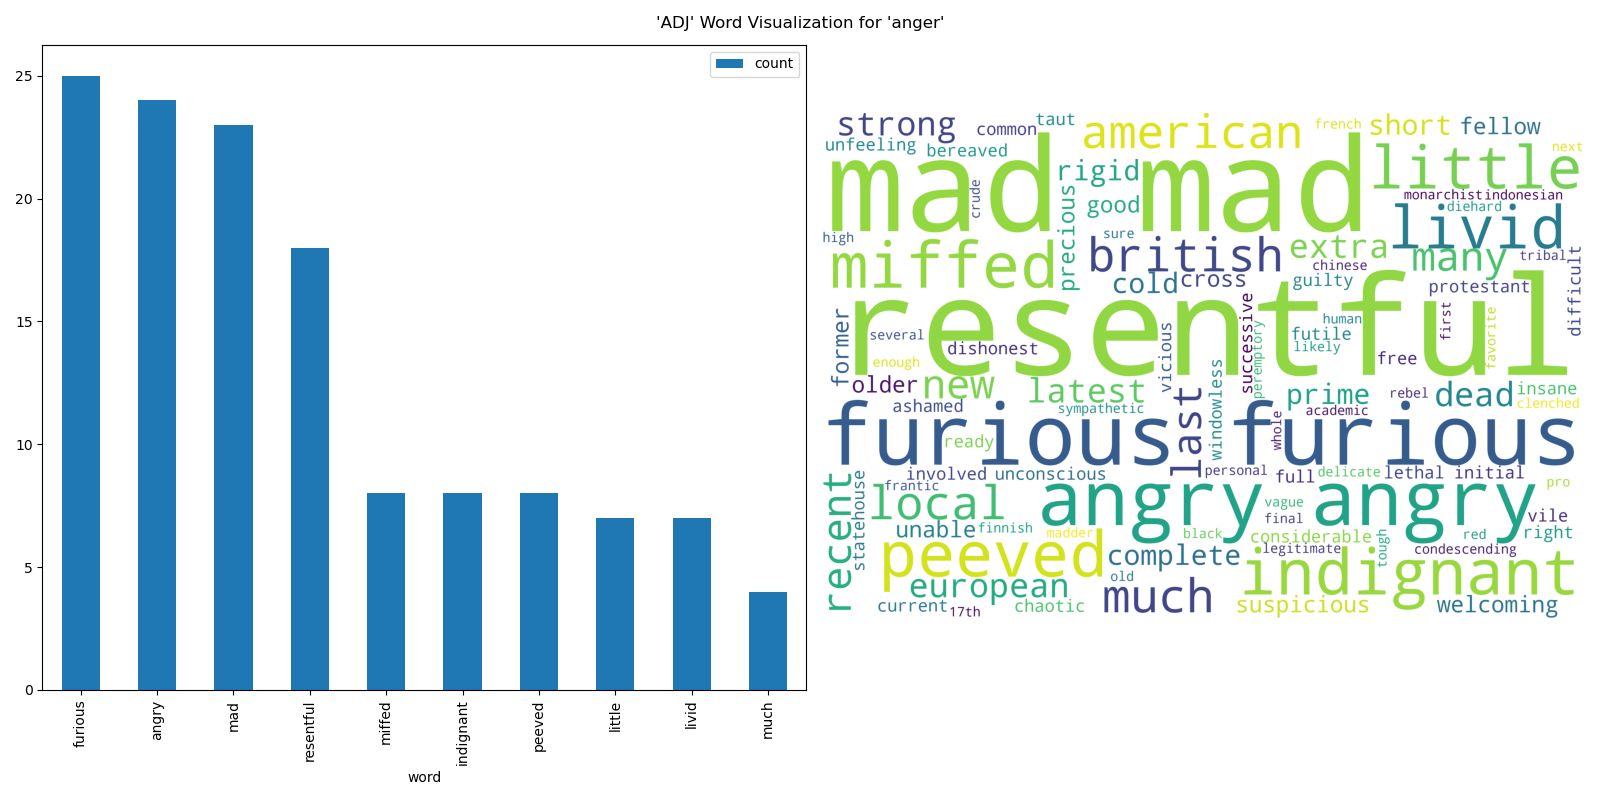 'ADJ' Word Visualization for 'anger'
count
25
20
15
10
5
0
furious
angry
mad
resentful
miffed
indignant
peeved
little
livid
much
word
strong common taut american french short fellow
unfeeling bereaved next
mad mad little
rigid
crude precious good monarchist indonesian
diehard
high sure livid
miffed british extra many tribal difficult
chinese
cold cross guilty protestant
resentful
former several successive human first
futile favorite
dishonest vicious peremptory likely free
enough
older new latest windowless prime rebel dead insane
ashamed sympathetic last academic clenched
furious furious
ready whole
involved unconscious personal full delicate lethal initial
recent statehouse frantic pro
local angry angry
vague
final vile
unable finnish madder black considerable tough red right
peeved complete legitimate condescending
old indignant
european
current 17th chaotic much suspicious welcoming